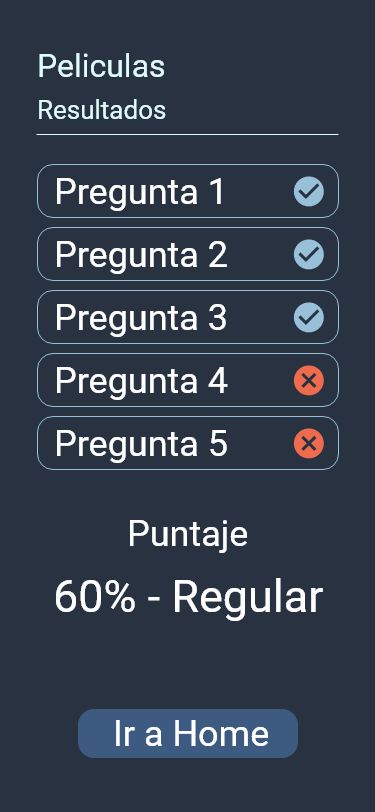 Peliculas
Resultados
Pregunta 1
Pregunta 2
Pregunta 3
Pregunta 4
Pregunta 5
Puntaje
60% - Regular
Ir a Home